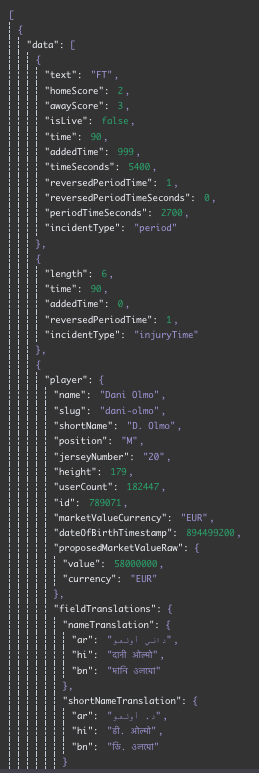 [
{
"data": [
{
"text": "FT",
"homeScore": 2,
"awayScore": 3,
"isLive": false,
"time": 90,
"addedTime": 999,
"timeSeconds": 5400,
"reversedPeriodTime": 1,
"reversedPeriodTimeSeconds": 0,
"periodTimeSeconds": 2700,
"incidentType": "period"
},
{
"length": 6,
"time": 90,
"addedTime": 0,
"reversedPeriodTime": 1,
"incidentType": "injuryTime"
},
{
"player": {
"name": "Dani Olmo",
"slug": "dani-olmo",
"shortName": "D. Olmo",
"position": "M",
"jerseyNumber": "20",
"height": 179,
"userCount": 182447,
"id": 789071,
"marketValueCurrency": "EUR",
"dateOfBirthTimestamp": 894499200,
"proposedMarketValueRaw": {
"value": 58000000,
"currency": "EUR"
},
"fieldTranslations": {
"nameTranslation": {
"ar": "داني أولمو",
"hi": "दानी ओल्मो",
"bn": "দানি ওলমো"
},
"shortNameTranslation": {
"ar": "د. أولمو",
"hi": "डी. ओल्मो",
"bn": "ডি. ওলমো"
}